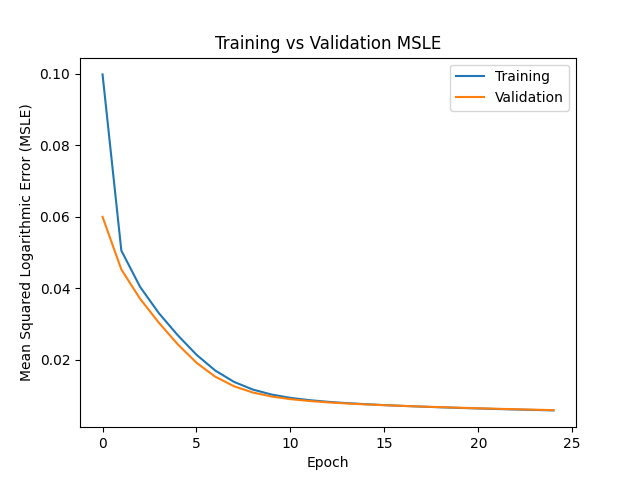 Training vs Validation MSLE
Training
Validation
Mean Squared Logarithmic Error (MSLE)
0.10
0.08
0.06
0.04
0.02
0
5
10
15
20
25
Epoch